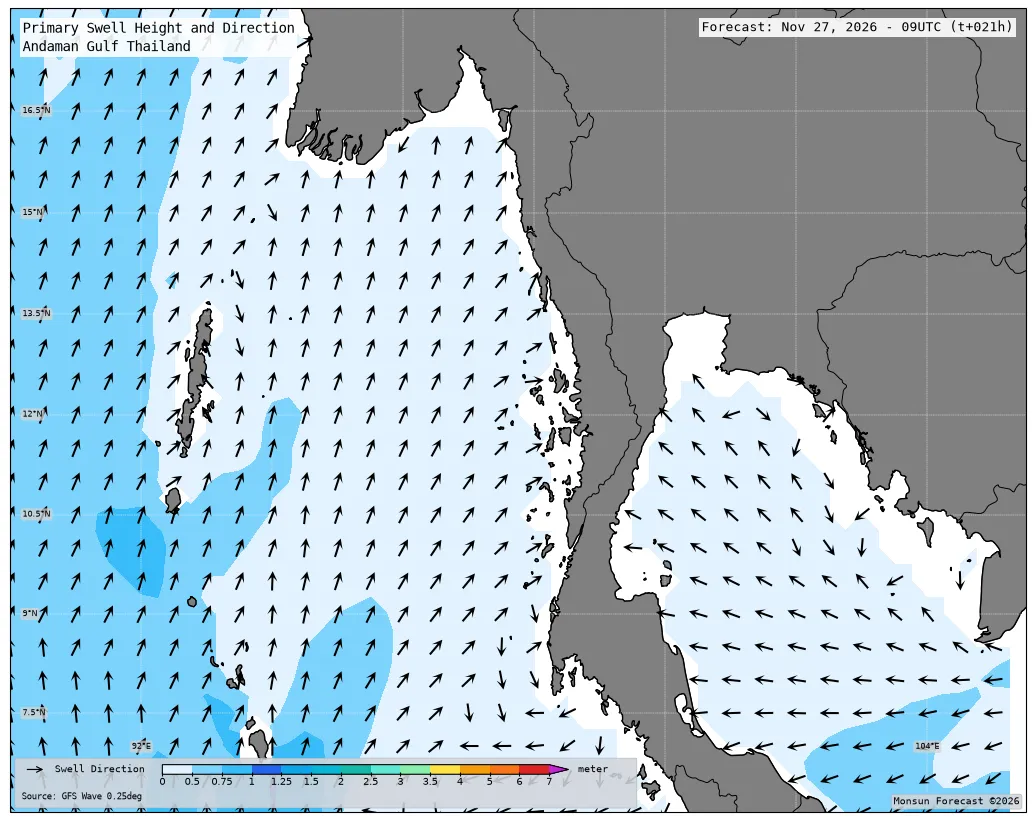 Primary Swell Height and Direction
Andaman Gulf Thailand
Forecast: Nov 27, 2026 - 09UTC (t+021h)
16.5°N
15°N
13.5°N
12°N
10.5°N
9°N
7.5°N
92°E
104°E
Swell Direction
0 0.5 0.75 1 1.25 1.5 2 2.5 3 3.5 4 5 6 7
meter
Source: GFS Wave 0.25deg
Monsun Forecast ©2026